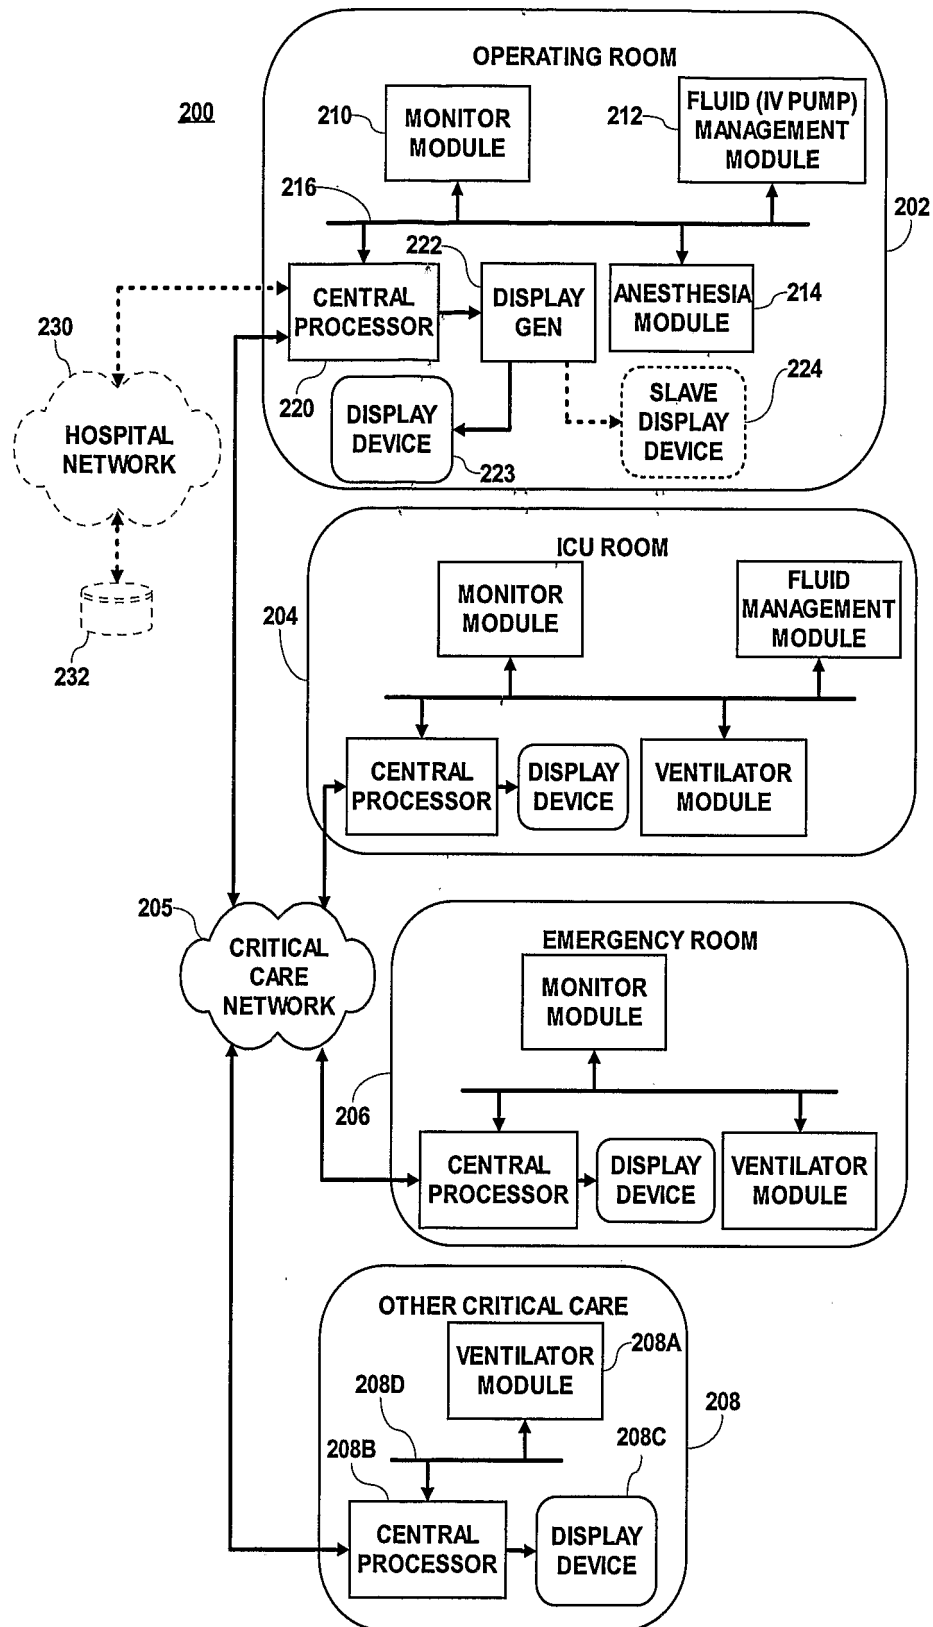 OPERATING ROOM
200
210
MONITOR
MODULE
212
FLUID (IV PUMP)
MANAGEMENT
MODULE
216
202
222
CENTRAL
PROCESSOR
DISPLAY
GEN
ANESTHESIA
MODULE
214
230
220
DISPLAY
DEVICE
223
SLAVE
DISPLAY
DEVICE
224
HOSPITAL
NETWORK
232
ICU ROOM
204
MONITOR
MODULE
FLUID
MANAGEMENT
MODULE
CENTRAL
PROCESSOR
DISPLAY
DEVICE
VENTILATOR
MODULE
205
CRITICAL
CARE
NETWORK
EMERGENCY ROOM
MONITOR
MODULE
206
CENTRAL
PROCESSOR
DISPLAY
DEVICE
VENTILATOR
MODULE
OTHER CRITICAL CARE
VENTILATOR
MODULE
208A
208D
208
208B
208C
CENTRAL
PROCESSOR
DISPLAY
DEVICE